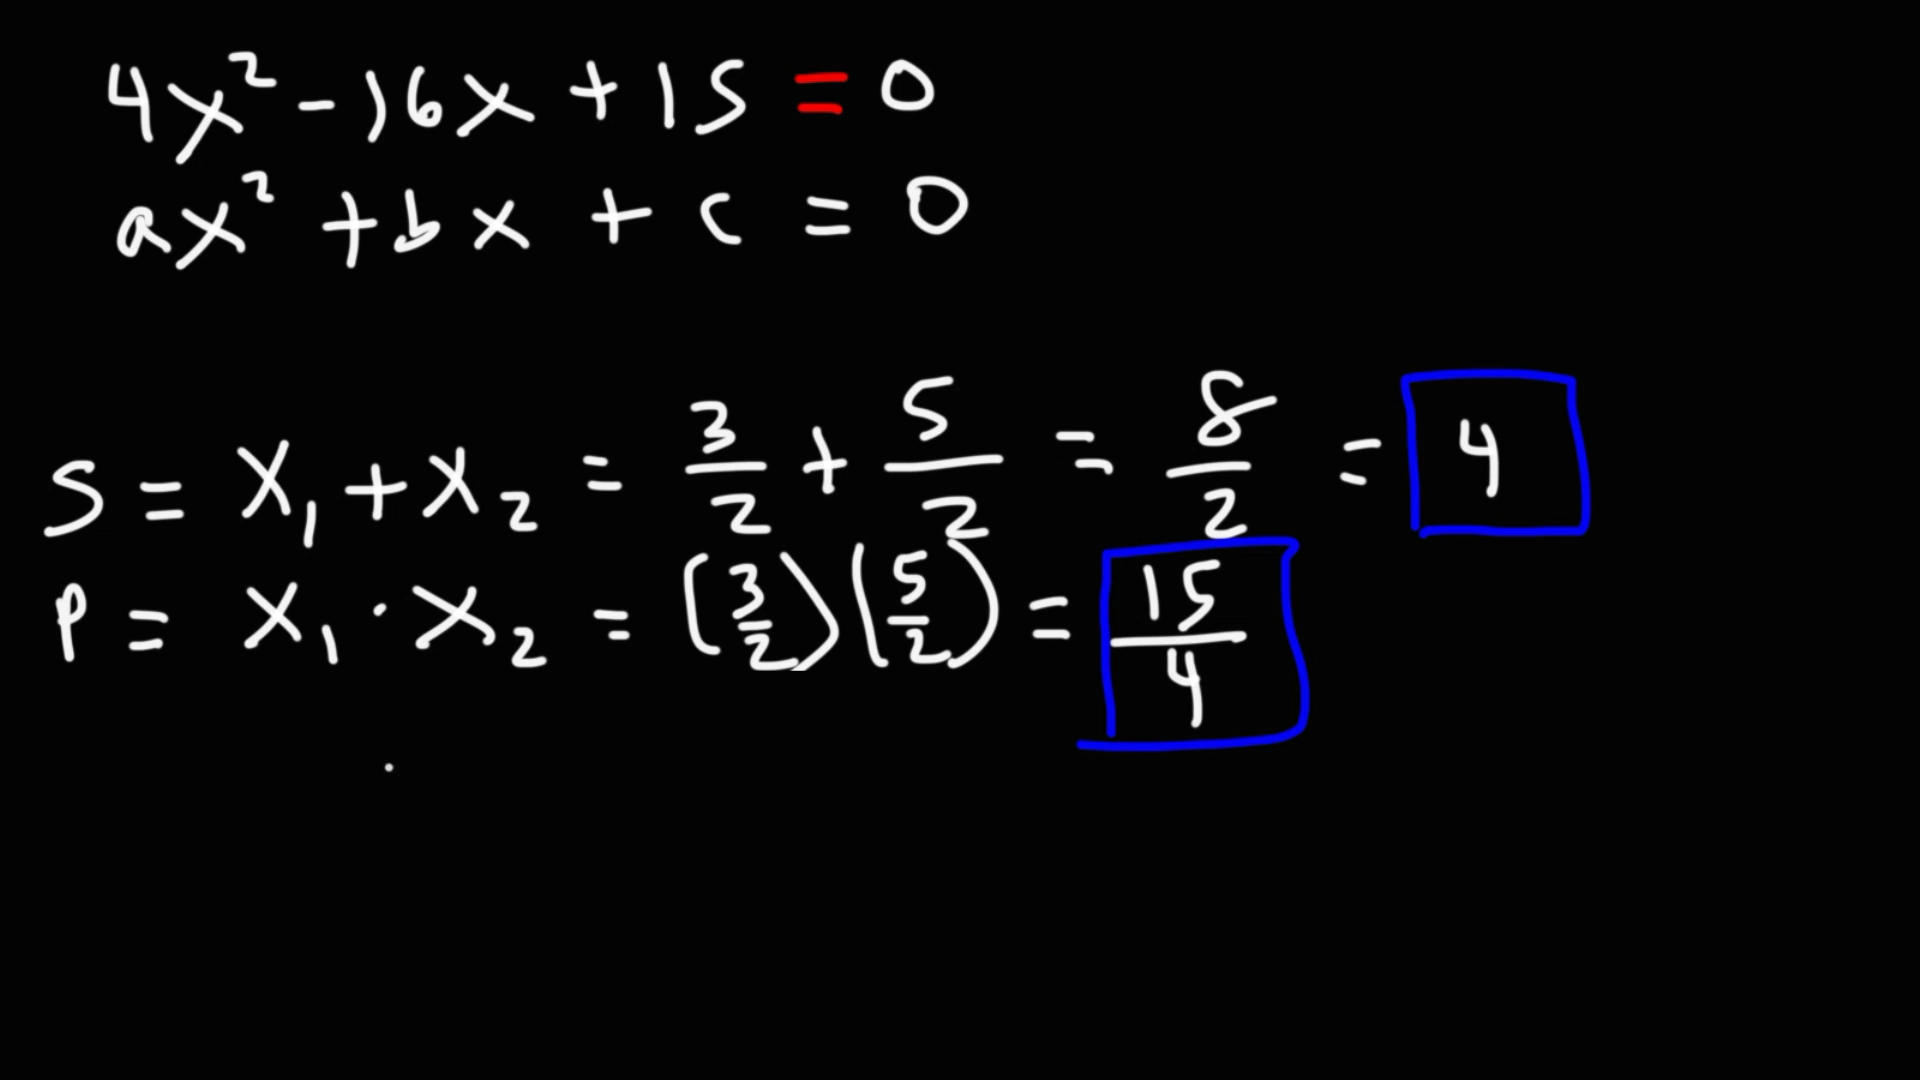 4x² - 16x + 15 = 0
ax² + bx + c = 0
S = x₁ + x₂ = 3/2 + 5/2 = 8/2 = 4
P = x₁ · x₂ = (3/2)(5/2) = 15/4